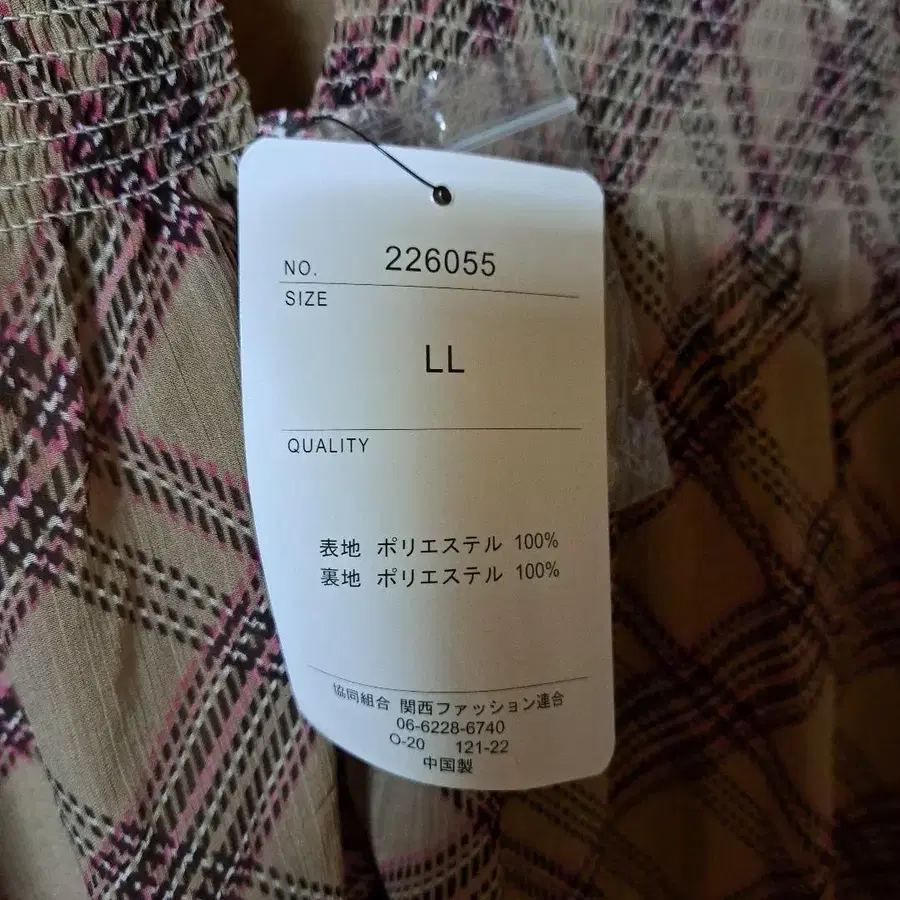 NO. 226055
SIZE
LL
QUALITY
表地 ポリエステル 100%
裏地 ポリエステル 100%
協同組合 関西ファッション連合
06-6228-6740
O-20 121-22
中国製